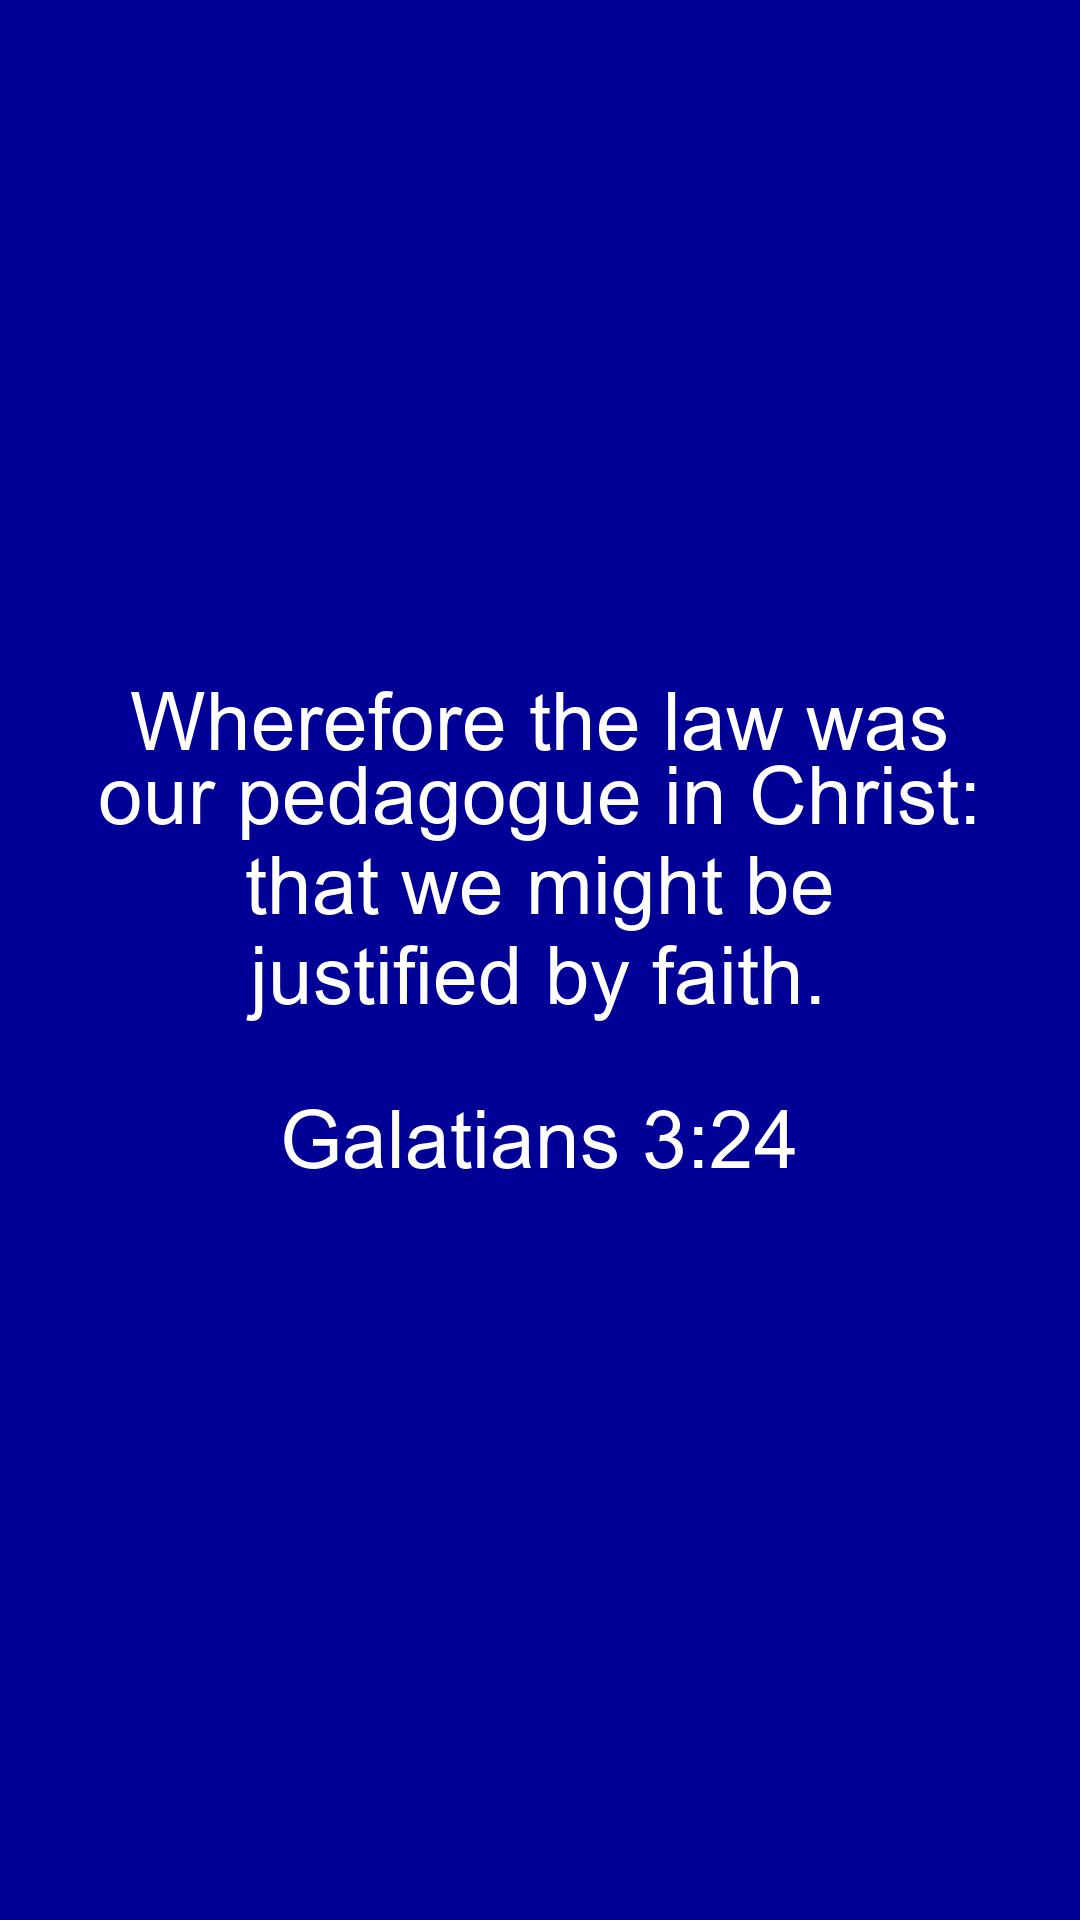 Wherefore the law was
our pedagogue in Christ:
that we might be
justified by faith.
Galatians 3:24